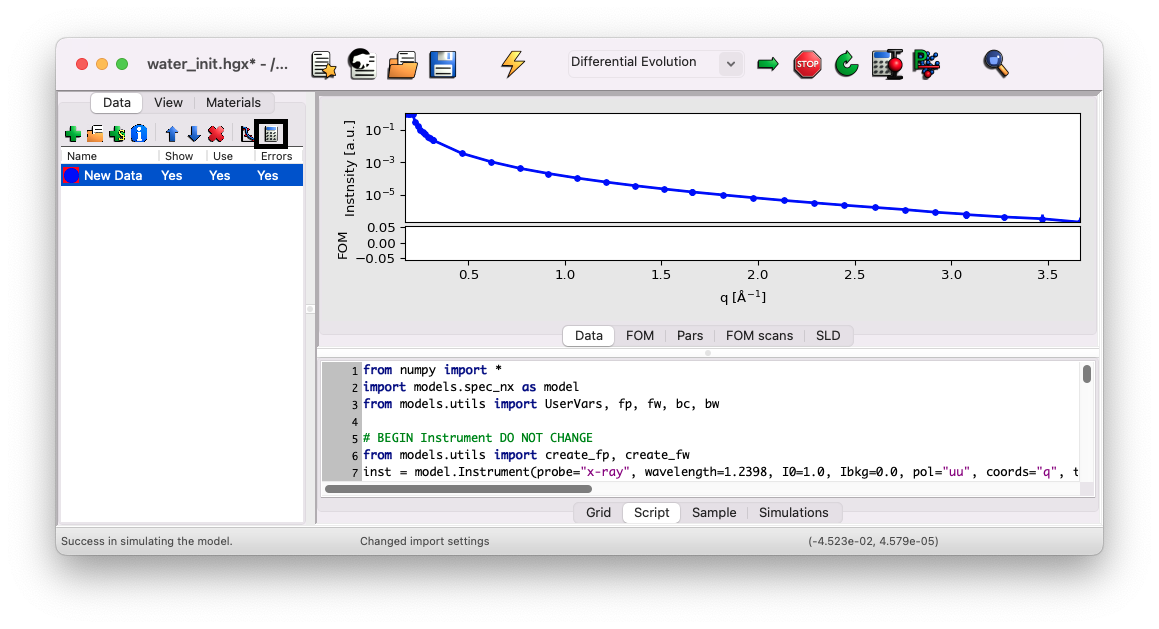 water_init.hgx* - /...
STOP
Differential Evolution
Data View Materials
Name Show Use Errors
New Data Yes Yes Yes
Instnsity [a.u.]
10⁻¹
10⁻³
10⁻⁵
FOM
0.05
0.00
−0.05
0.5 1.0 1.5 2.0 2.5 3.0 3.5
q [Å⁻¹]
Data FOM Pars FOM scans SLD
1 from numpy import *
2 import models.spec_nx as model
3 from models.utils import UserVars, fp, fw, bc, bw
4
5 # BEGIN Instrument DO NOT CHANGE
6 from models.utils import create_fp, create_fw
7 inst = model.Instrument(probe="x-ray", wavelength=1.2398, I0=1.0, Ibkg=0.0, pol="uu", coords="q", t
Grid Script Sample Simulations
Success in simulating the model. Changed import settings (-4.523e-02, 4.579e-05)